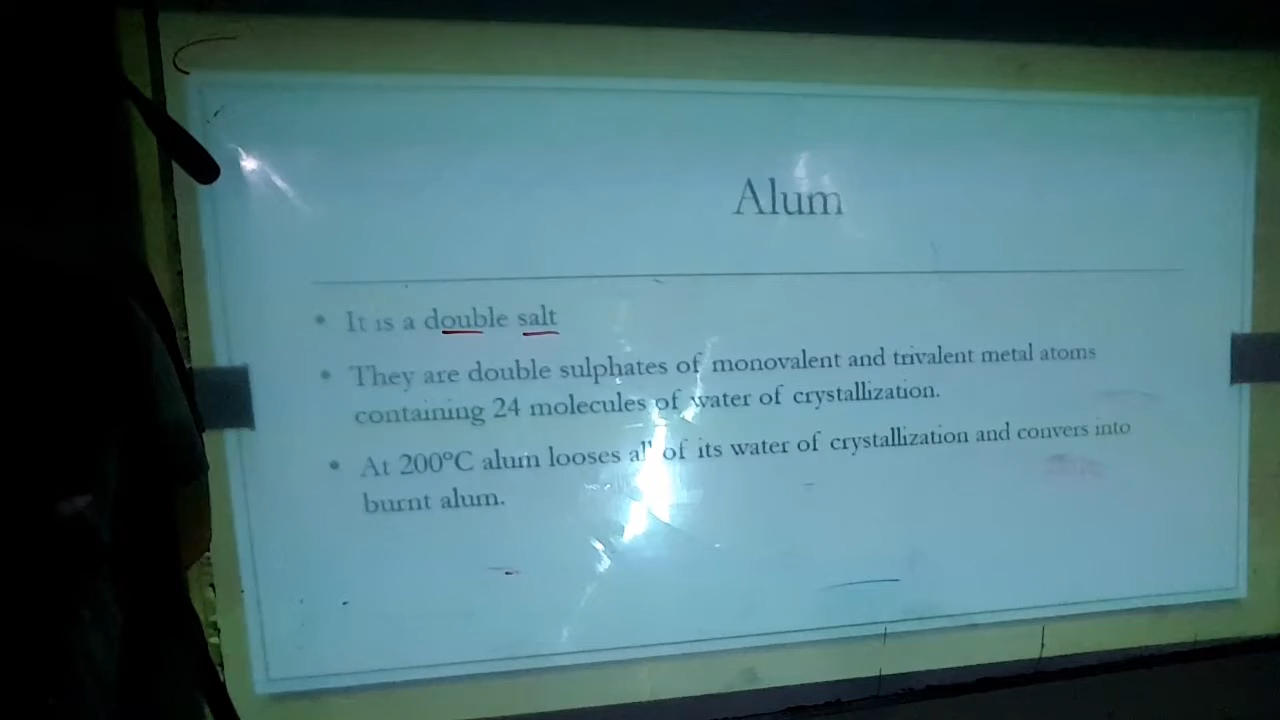 Alum
• It is a double salt
• They are double sulphates of monovalent and trivalent metal atoms
containing 24 molecules of water of crystallization.
• At 200°C alum looses all of its water of crystallization and convers into
burnt alum.